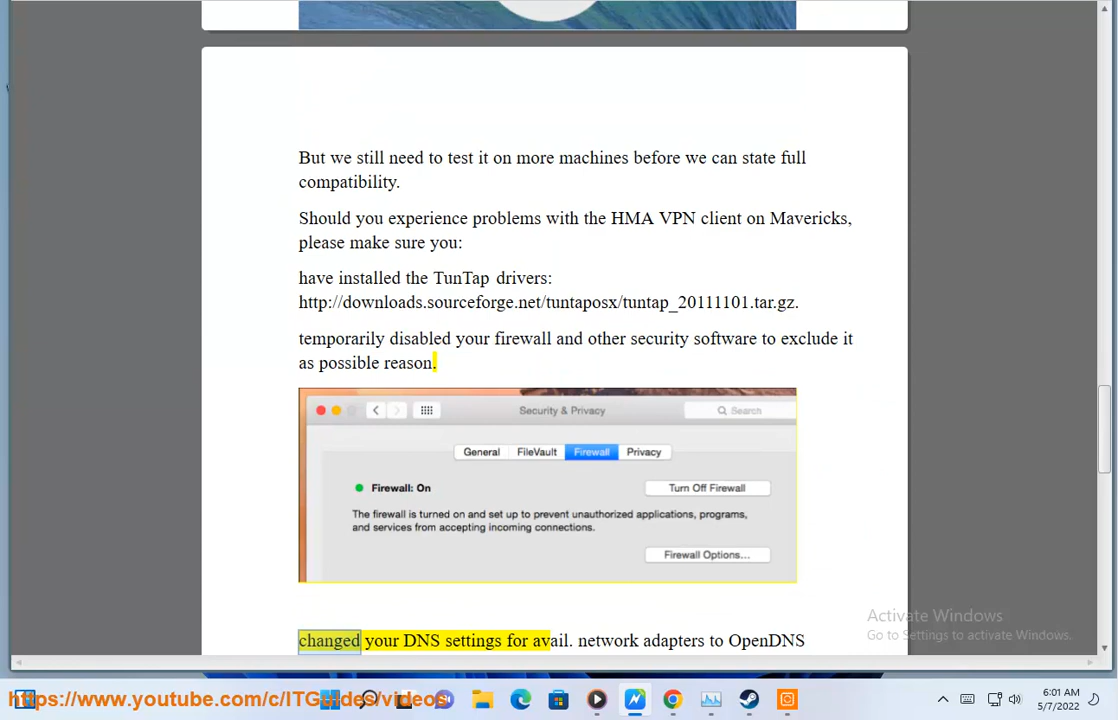 But we still need to test it on more machines before we can state full
compatibility.
Should you experience problems with the HMA VPN client on Mavericks,
please make sure you:
have installed the TunTap drivers:
http://downloads.sourceforge.net/tuntaposx/tuntap_20111101.tar.gz.
temporarily disabled your firewall and other security software to exclude it
as possible reason.
Security & Privacy
Search
General FileVault Firewall Privacy
Firewall: On
Turn Off Firewall
The firewall is turned on and set up to prevent unauthorized applications, programs,
and services from accepting incoming connections.
Firewall Options...
Activate Windows
Go to Settings to activate Windows.
changed your DNS settings for avail. network adapters to OpenDNS
https://www.youtube.com/c/ITGuides/videos
6:01 AM
5/7/2022